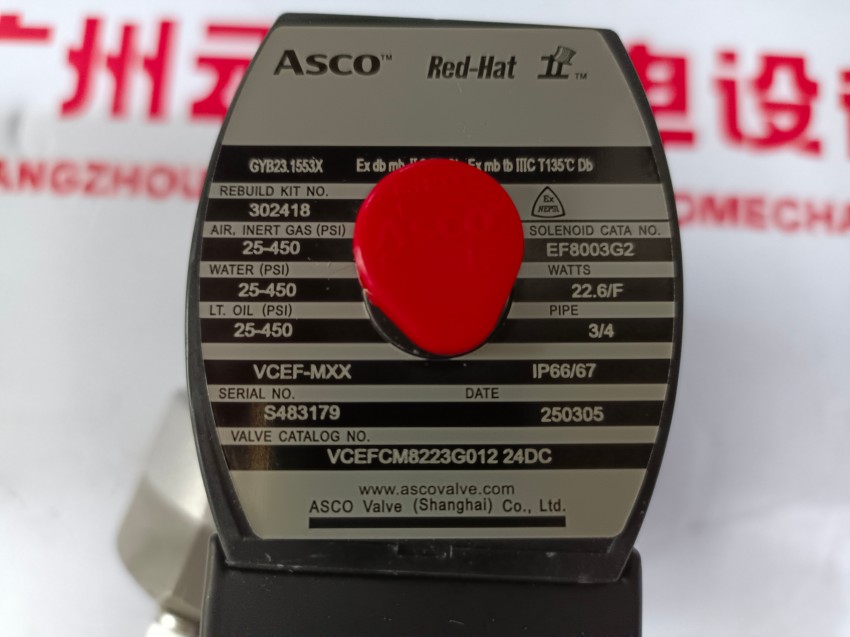 广州云 电设
ANGZHOU OMECHA
ASCO™ Red-Hat II™
GYB23.1553X Ex db mb Ex mb tb IIIC T135℃ Db
REBUILD KIT NO.
302418
Ex
NEMA
AIR, INERT GAS (PSI) SOLENOID CATA NO.
25-450 EF8003G2
WATER (PSI) WATTS
25-450 22.6/F
LT. OIL (PSI) PIPE
25-450 3/4
VCEF-MXX IP66/67
SERIAL NO. DATE
S483179 250305
VALVE CATALOG NO.
VCEFCM8223G012 24DC
www.ascovalve.com
ASCO Valve (Shanghai) Co., Ltd.